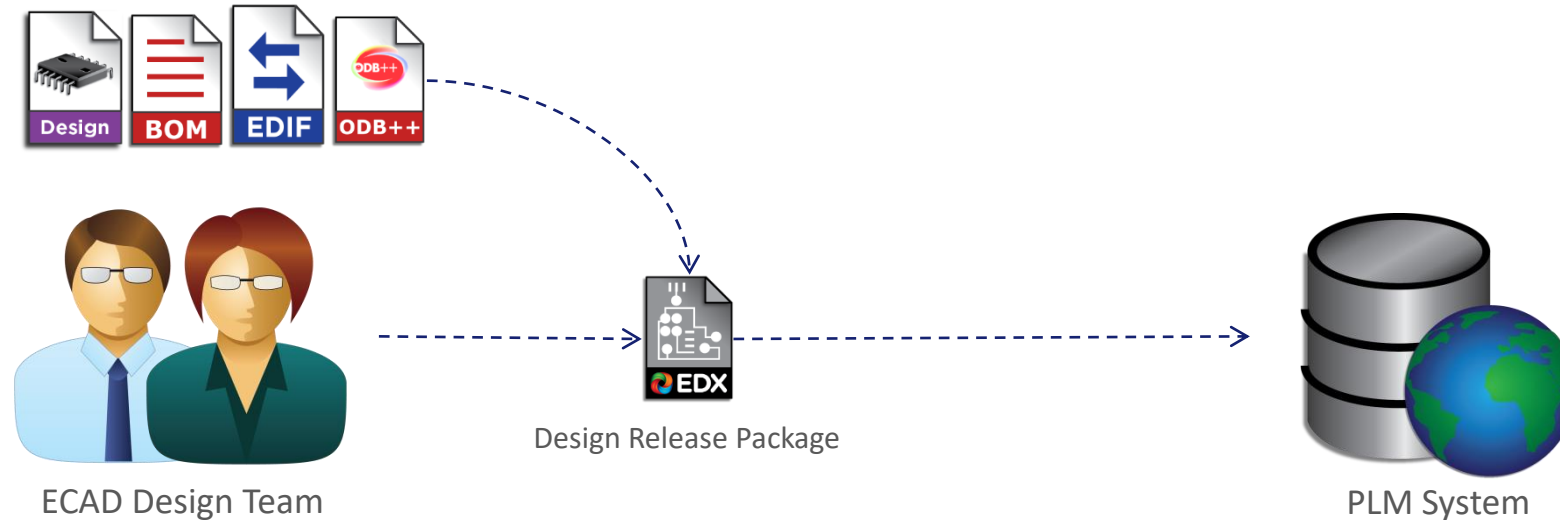 ODB++
Design
BOM
EDIF
ODB++
EDX
Design Release Package
ECAD Design Team
PLM System